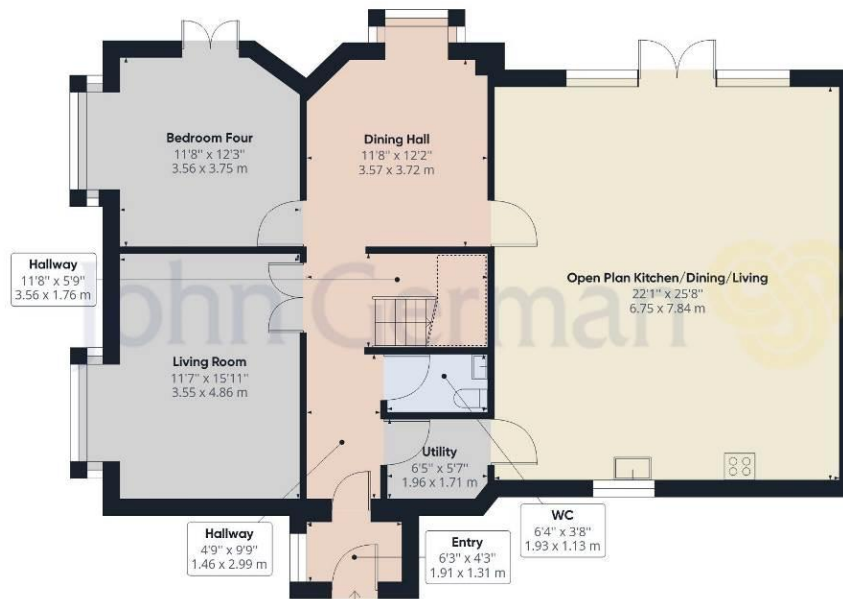 Bedroom Four
11'8" x 12'3"
3.56 x 3.75 m
Dining Hall
11'8" x 12'2"
3.57 x 3.72 m
Hallway
11'8" x 5'9"
3.56 x 1.76 m
Open Plan Kitchen/Dining/Living
22'1" x 25'8"
6.75 x 7.84 m
John German
Living Room
11'7" x 15'11"
3.55 x 4.86 m
Utility
6'5" x 5'7"
1.96 x 1.71 m
Hallway
4'9" x 9'9"
1.46 x 2.99 m
Entry
6'3" x 4'3"
1.91 x 1.31 m
WC
6'4" x 3'8"
1.93 x 1.13 m